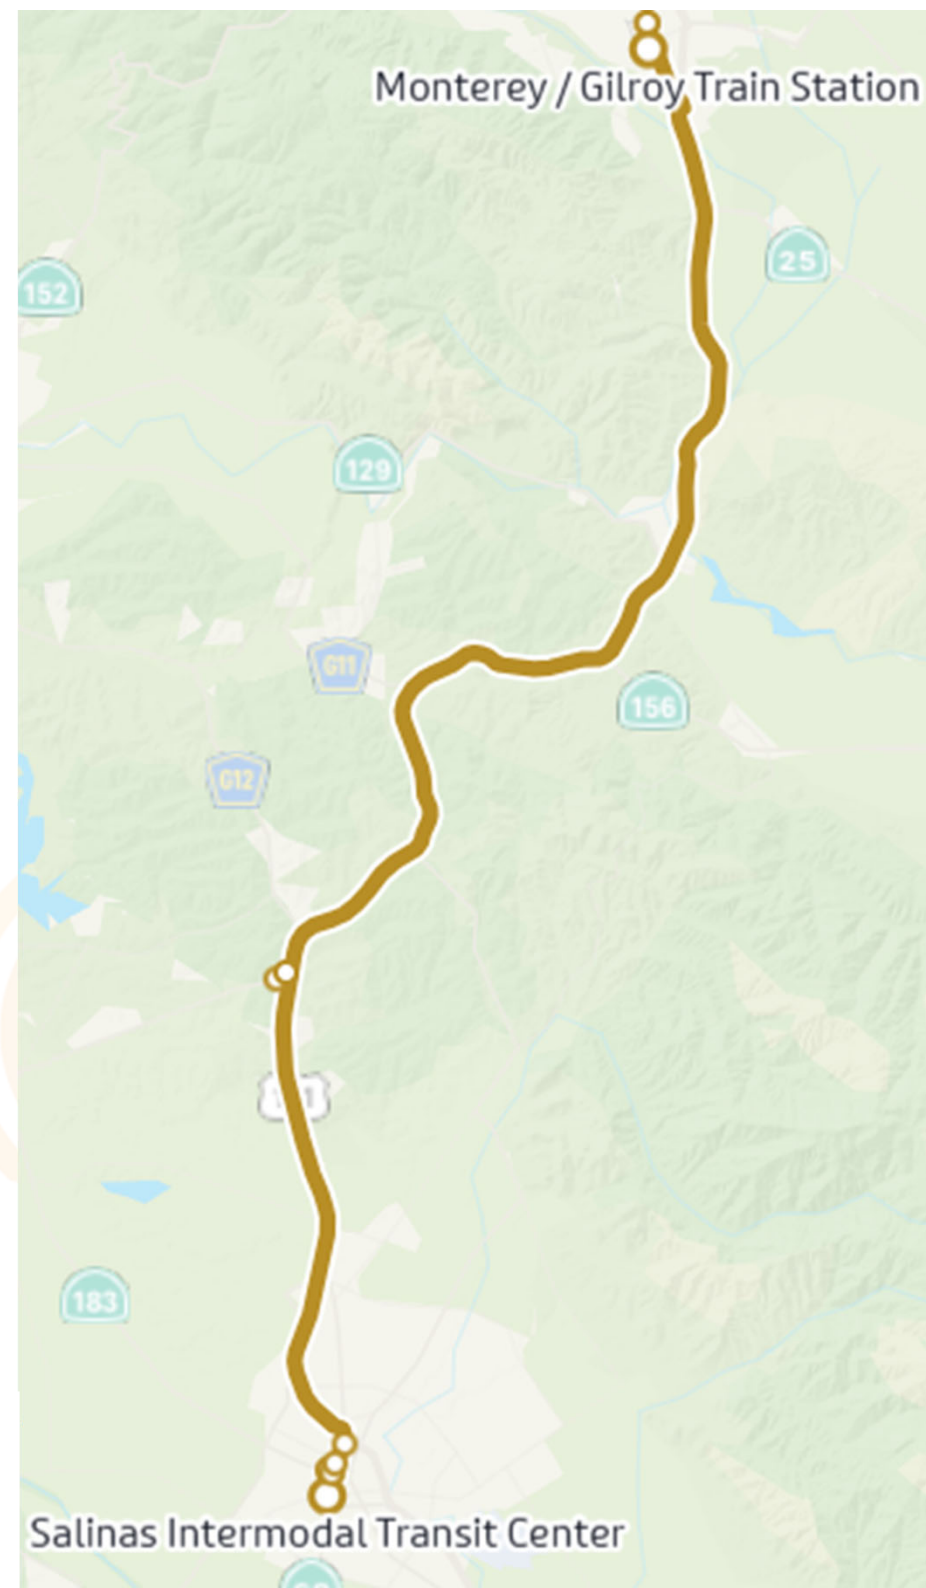 Monterey / Gilroy Train Station
25
152
129
G11
156
G12
183
Salinas Intermodal Transit Center